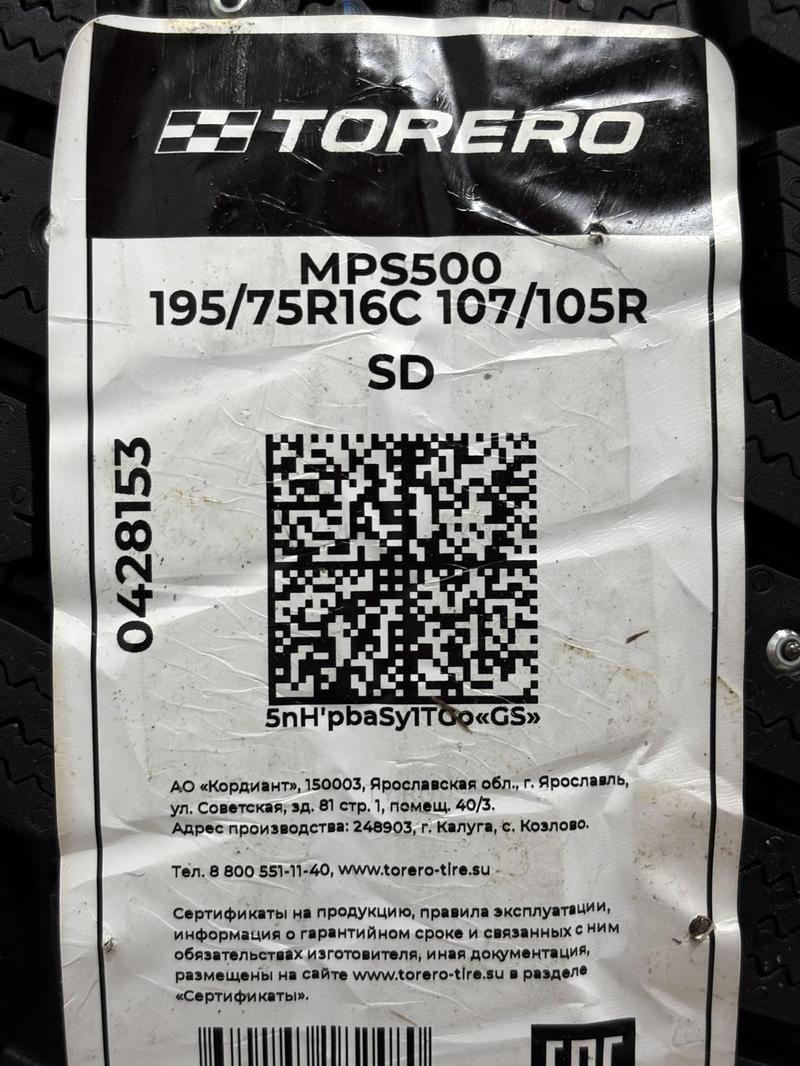 TORERO
MPS500
195/75R16C 107/105R
SD
0428153
5nH'pbaSy1TGo«GS»
АО «Кордиант», 150003, Ярославская обл., г. Ярославль,
ул. Советская, зд. 81 стр. 1, помещ. 40/3.
Адрес производства: 248903, г. Калуга, с. Козлово.
Тел. 8 800 551-11-40, www.torero-tire.su
Сертификаты на продукцию, правила эксплуатации,
информация о гарантийном сроке и связанных с ним
обязательствах изготовителя, иная документация,
размещены на сайте www.torero-tire.su в разделе
«Сертификаты».
EAC